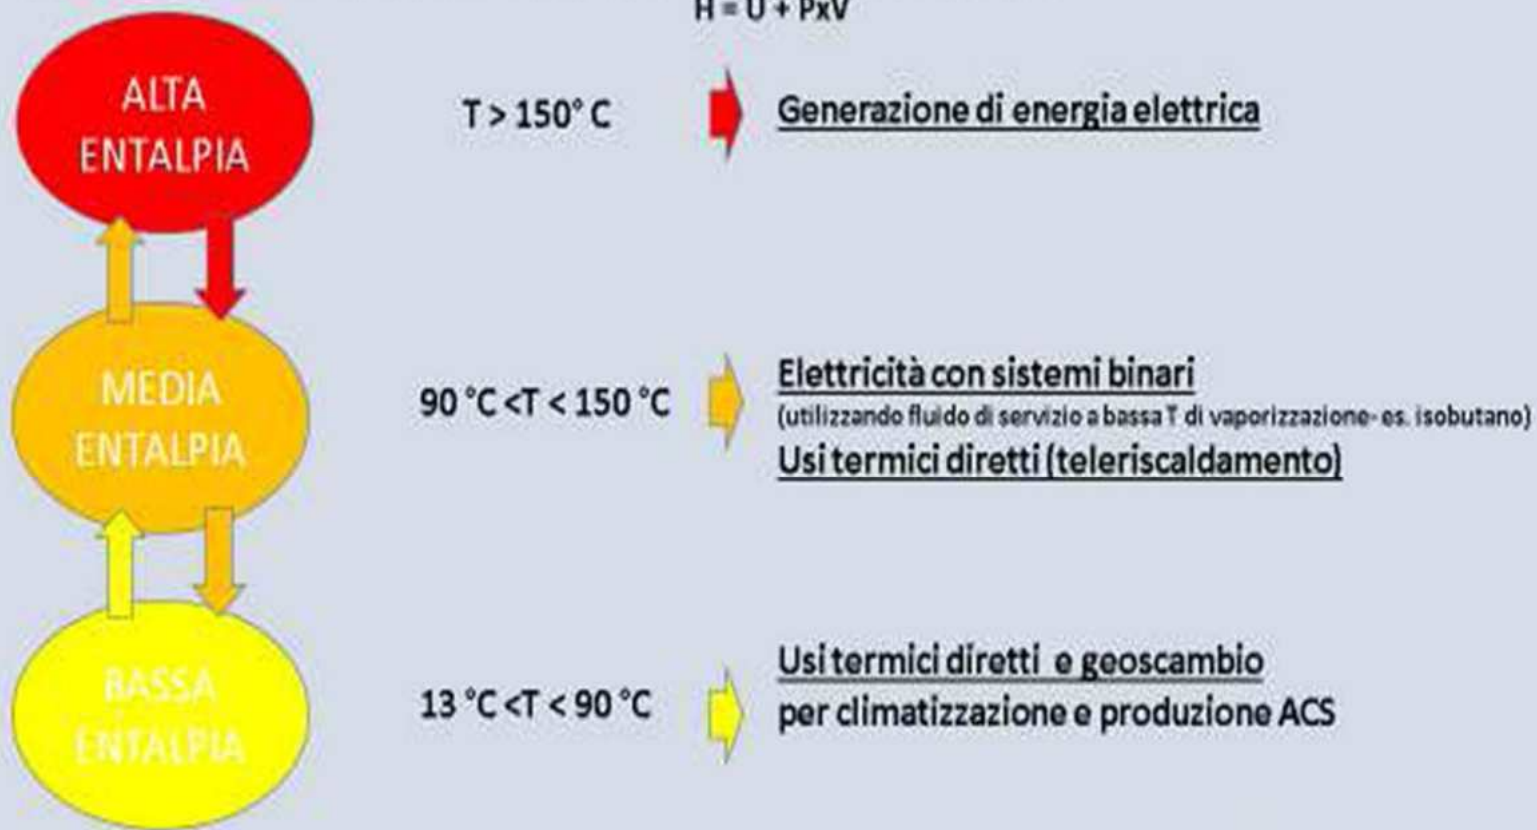 H = U + PxV
ALTA
ENTALPIA
T > 150° C
Generazione di energia elettrica
MEDIA
ENTALPIA
90 °C <T < 150 °C
Elettricità con sistemi binari
(utilizzando fluido di servizio a bassa T di vaporizzazione- es. isobutano)
Usi termici diretti (teleriscaldamento)
BASSA
ENTALPIA
13 °C <T < 90 °C
Usi termici diretti e geoscambio
per climatizzazione e produzione ACS